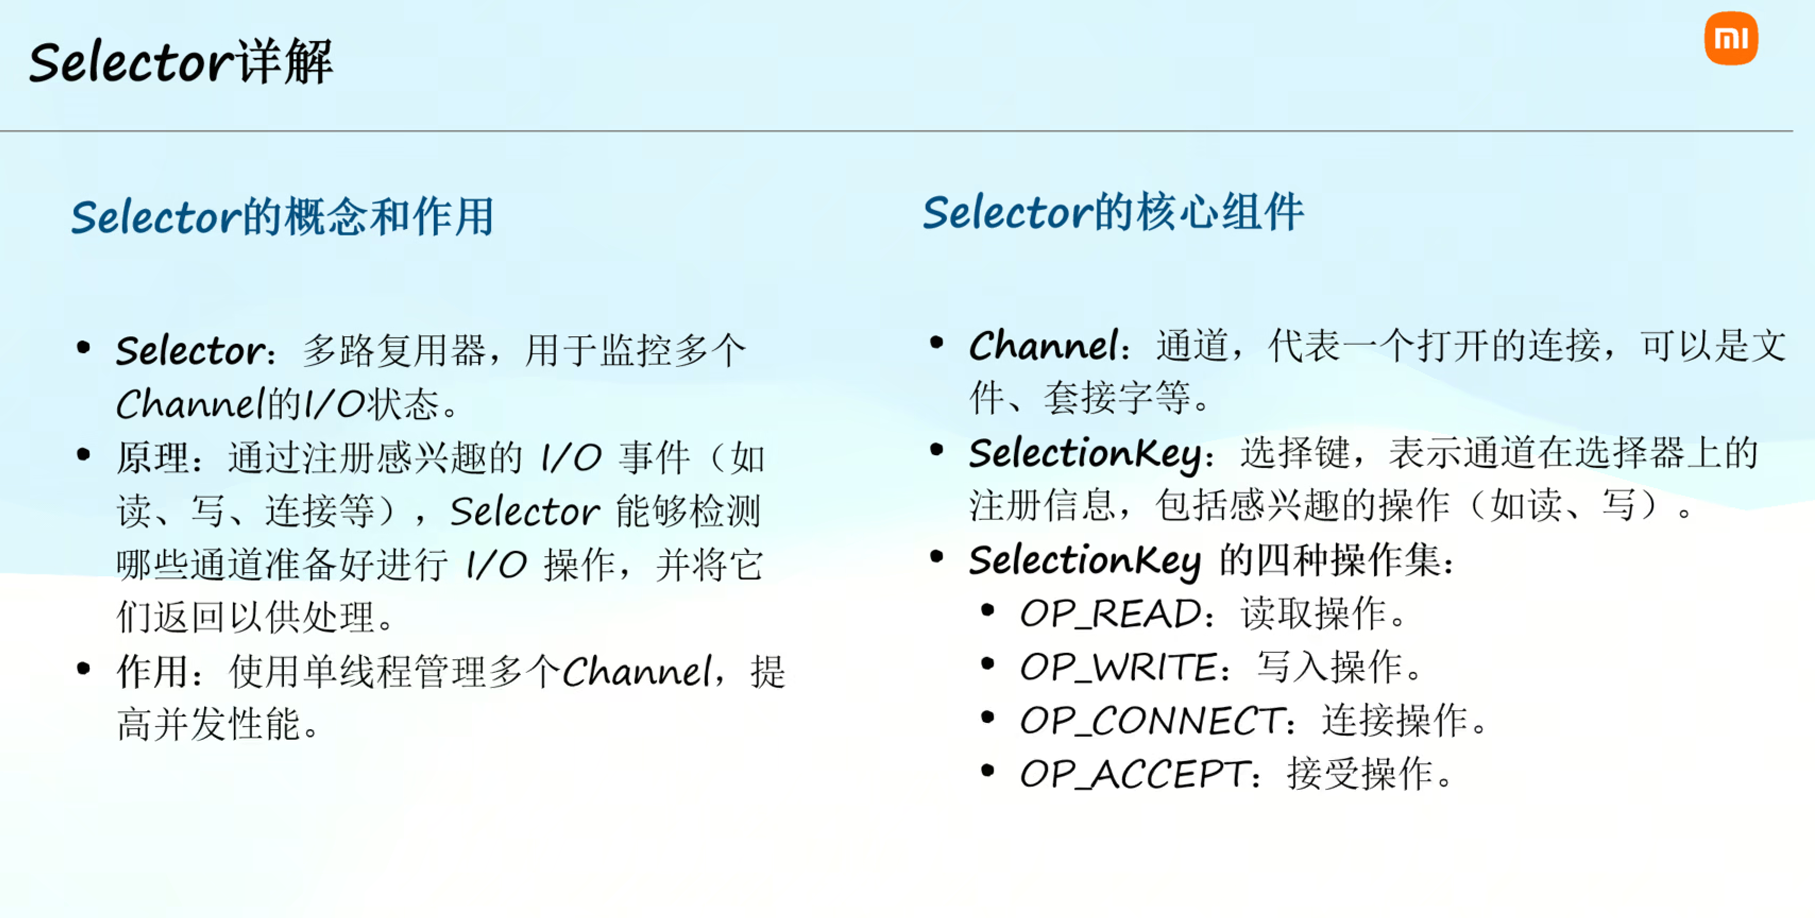 Selector详解
mi
Selector的概念和作用
• Selector：多路复用器，用于监控多个
Channel的I/O状态。
• 原理：通过注册感兴趣的 I/O 事件（如
读、写、连接等），Selector 能够检测
哪些通道准备好进行 I/O 操作，并将它
们返回以供处理。
• 作用：使用单线程管理多个Channel，提
高并发性能。
Selector的核心组件
• Channel：通道，代表一个打开的连接，可以是文
件、套接字等。
• SelectionKey：选择键，表示通道在选择器上的
注册信息，包括感兴趣的操作（如读、写）。
• SelectionKey 的四种操作集：
• OP_READ：读取操作。
• OP_WRITE：写入操作。
• OP_CONNECT：连接操作。
• OP_ACCEPT：接受操作。